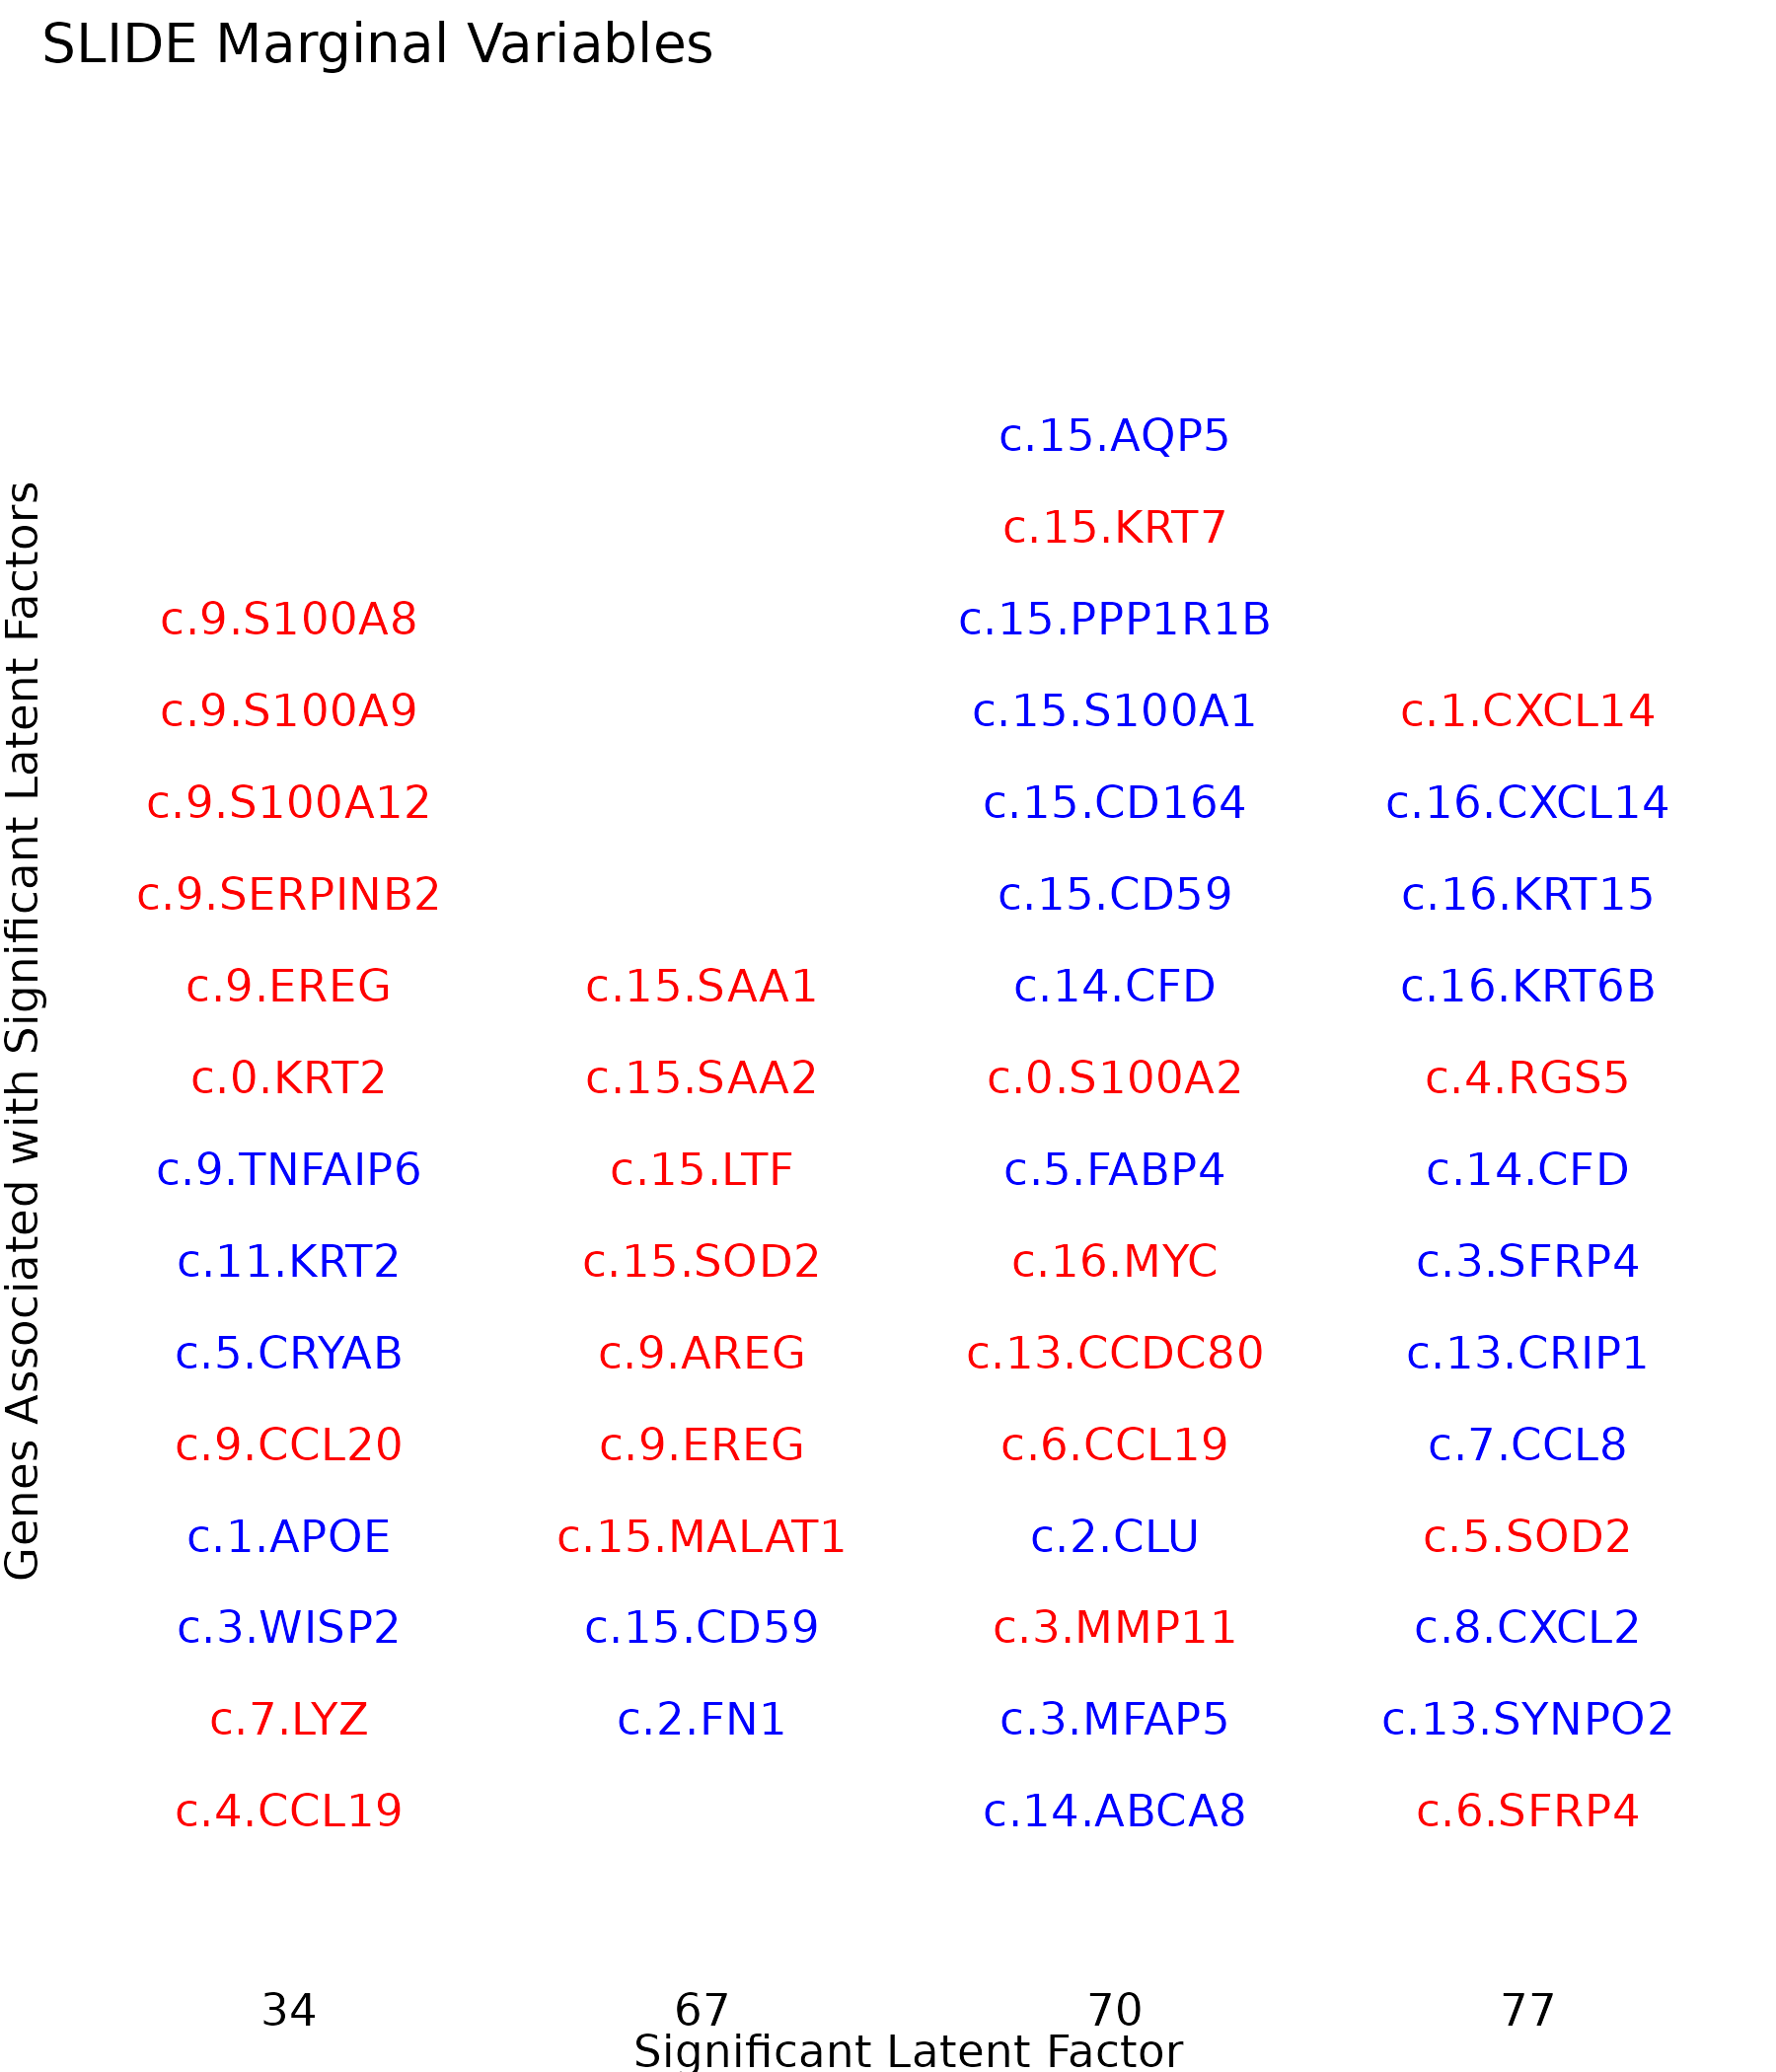 SLIDE Marginal Variables
Genes Associated with Significant Latent Factors
c.15.AQP5
c.15.KRT7
c.9.S100A8 c.15.PPP1R1B
c.9.S100A9 c.15.S100A1 c.1.CXCL14
c.9.S100A12 c.15.CD164 c.16.CXCL14
c.9.SERPINB2 c.15.CD59 c.16.KRT15
c.9.EREG c.15.SAA1 c.14.CFD c.16.KRT6B
c.0.KRT2 c.15.SAA2 c.0.S100A2 c.4.RGS5
c.9.TNFAIP6 c.15.LTF c.5.FABP4 c.14.CFD
c.11.KRT2 c.15.SOD2 c.16.MYC c.3.SFRP4
c.5.CRYAB c.9.AREG c.13.CCDC80 c.13.CRIP1
c.9.CCL20 c.9.EREG c.6.CCL19 c.7.CCL8
c.1.APOE c.15.MALAT1 c.2.CLU c.5.SOD2
c.3.WISP2 c.15.CD59 c.3.MMP11 c.8.CXCL2
c.7.LYZ c.2.FN1 c.3.MFAP5 c.13.SYNPO2
c.4.CCL19 c.14.ABCA8 c.6.SFRP4
34 67 70 77
Significant Latent Factor